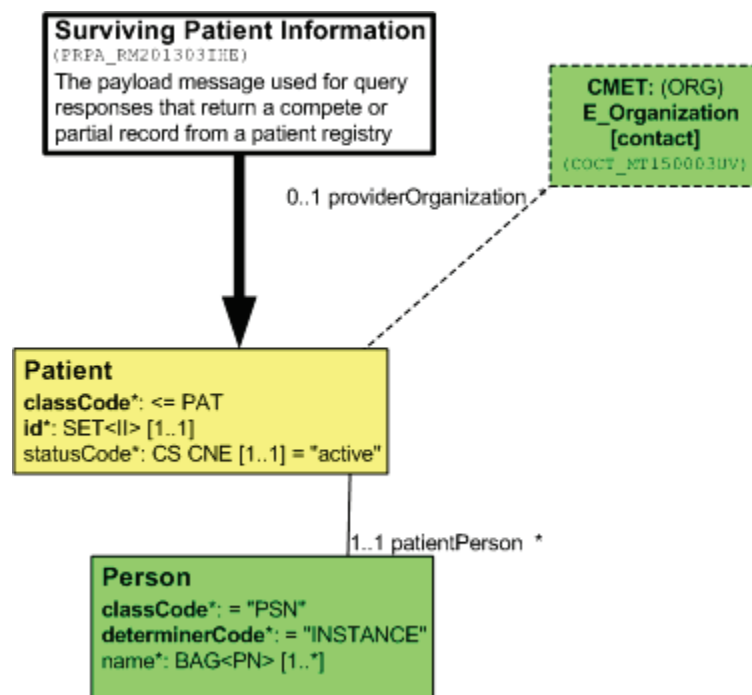 Surviving Patient Information
(PRPA_RM201303IHE)
The payload message used for query
responses that return a compete or
partial record from a patient registry
CMET: (ORG)
E_Organization
[contact]
(COCT_MT150003UV)
0..1 providerOrganization *
Patient
classCode*: <= PAT
id*: SET<II> [1..1]
statusCode*: CS CNE [1..1] = "active"
1..1 patientPerson *
Person
classCode*: = "PSN"
determinerCode*: = "INSTANCE"
name*: BAG<PN> [1..*]